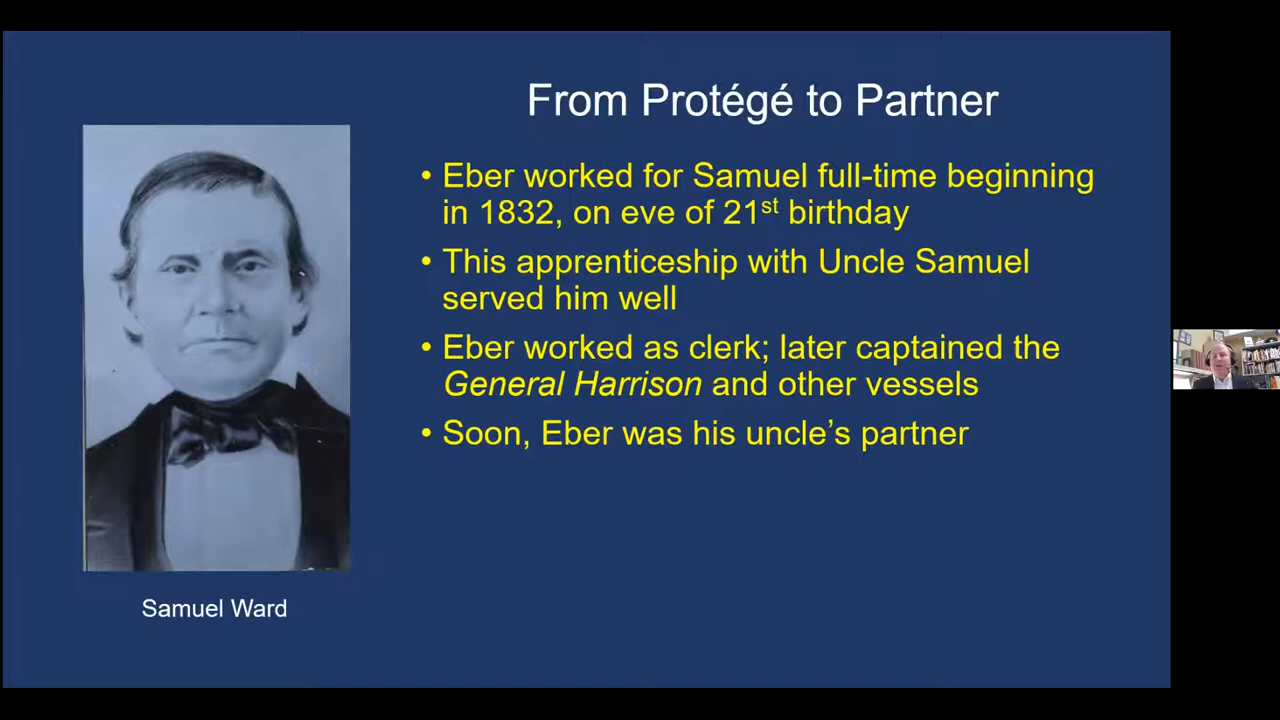 From Protégé to Partner
• Eber worked for Samuel full-time beginning
in 1832, on eve of 21st birthday
• This apprenticeship with Uncle Samuel
served him well
• Eber worked as clerk; later captained the
General Harrison and other vessels
• Soon, Eber was his uncle’s partner
Samuel Ward